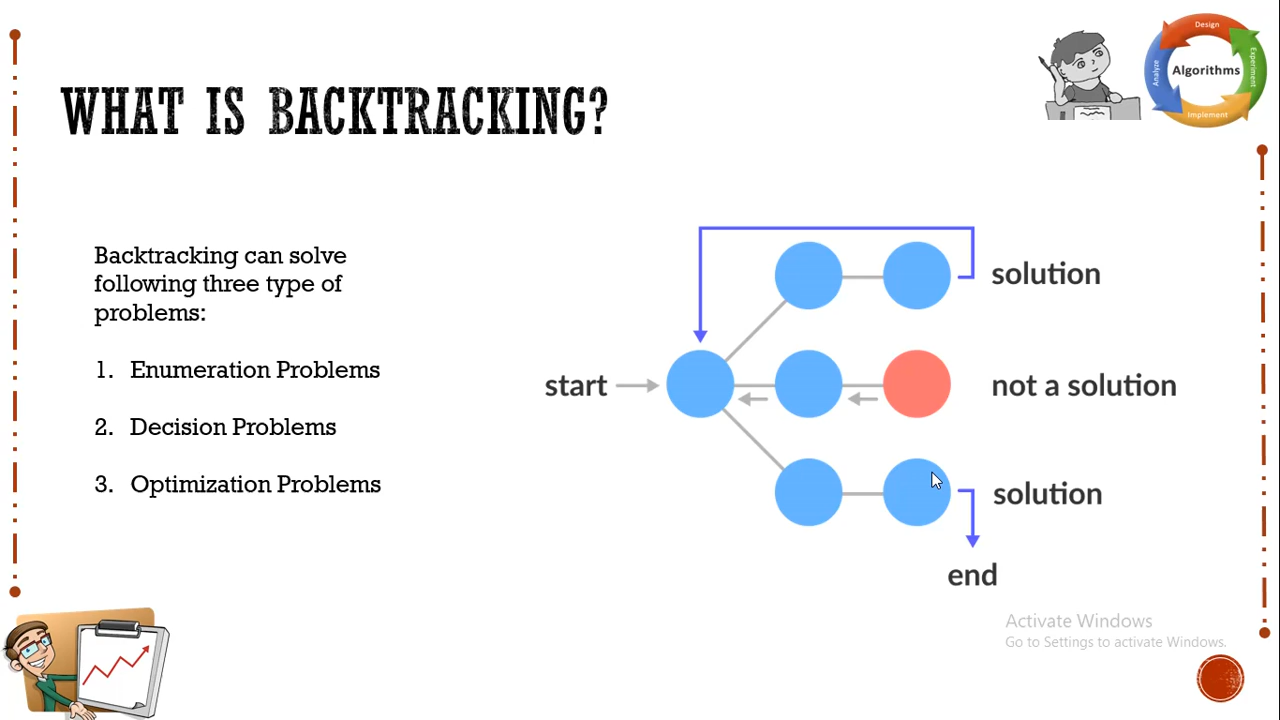 WHAT IS BACKTRACKING?
Design
Experiment
Implement
Analyze
Algorithms
Backtracking can solve
following three type of
problems:
1. Enumeration Problems
2. Decision Problems
3. Optimization Problems
solution
start
not a solution
solution
end
Activate Windows
Go to Settings to activate Windows.